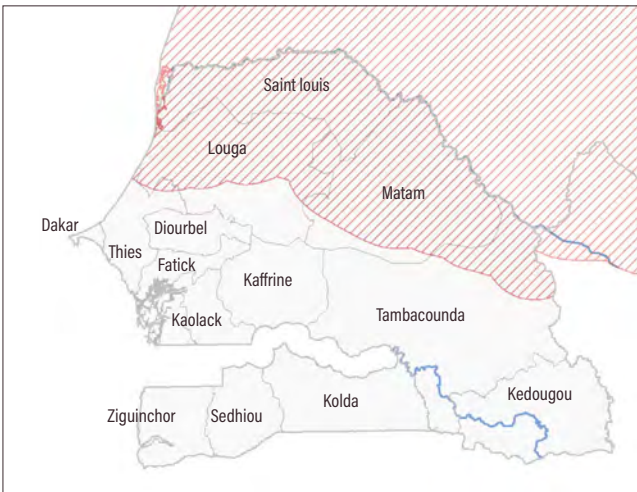 Saint louis
Louga
Matam
Dakar
Diourbel
Thies
Fatick
Kaffrine
Kaolack
Tambacounda
Kedougou
Kolda
Ziguinchor
Sedhiou